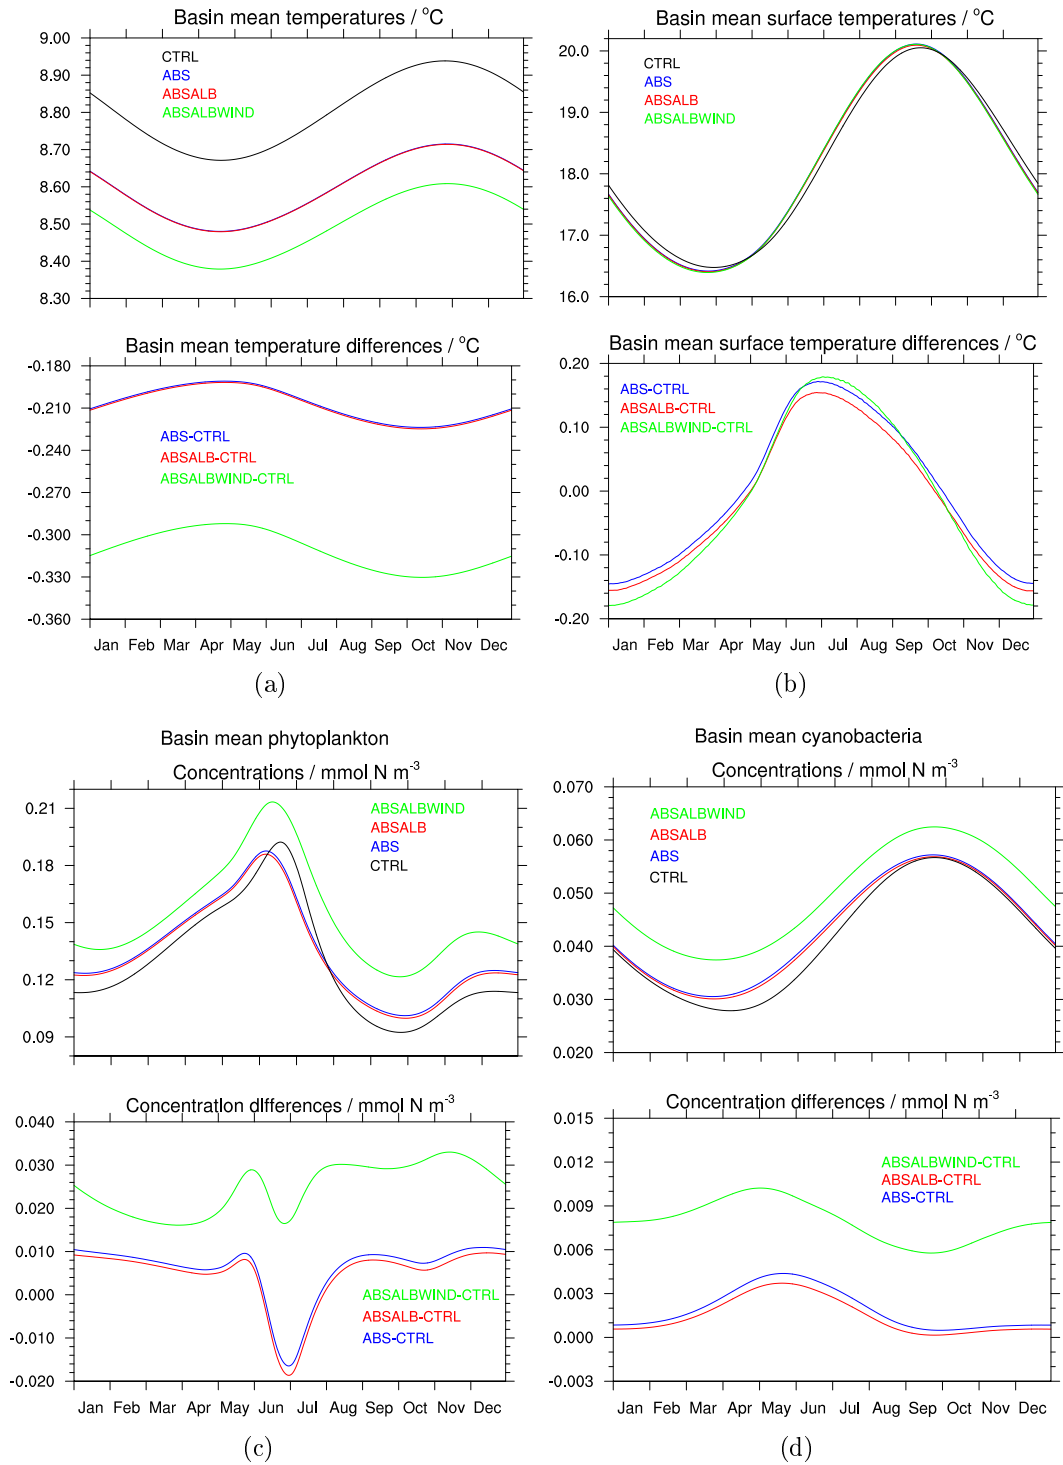 Basin mean temperatures / °C
9.00
8.90
8.80
8.70
8.60
8.50
8.40
8.30
CTRL
ABS
ABSALB
ABSALBWIND
Basin mean temperature differences / °C
-0.180
-0.210
-0.240
-0.270
-0.300
-0.330
-0.360
ABS-CTRL
ABSALB-CTRL
ABSALBWIND-CTRL
Jan Feb Mar Apr May Jun Jul Aug Sep Oct Nov Dec
(a)
Basin mean surface temperatures / °C
20.0
19.0
18.0
17.0
16.0
CTRL
ABS
ABSALB
ABSALBWIND
Basin mean surface temperature differences / °C
0.20
0.10
0.00
-0.10
-0.20
ABS-CTRL
ABSALB-CTRL
ABSALBWIND-CTRL
Jan Feb Mar Apr May Jun Jul Aug Sep Oct Nov Dec
(b)
Basin mean phytoplankton
Concentrations / mmol N m-3
0.21
0.18
0.15
0.12
0.09
ABSALBWIND
ABSALB
ABS
CTRL
Concentration differences / mmol N m-3
0.040
0.030
0.020
0.010
0.000
-0.010
-0.020
ABSALBWIND-CTRL
ABSALB-CTRL
ABS-CTRL
Jan Feb Mar Apr May Jun Jul Aug Sep Oct Nov Dec
(c)
Basin mean cyanobacteria
Concentrations / mmol N m-3
0.070
0.060
0.050
0.040
0.030
0.020
ABSALBWIND
ABSALB
ABS
CTRL
Concentration differences / mmol N m-3
0.015
0.012
0.009
0.006
0.003
0.000
-0.003
ABSALBWIND-CTRL
ABSALB-CTRL
ABS-CTRL
Jan Feb Mar Apr May Jun Jul Aug Sep Oct Nov Dec
(d)